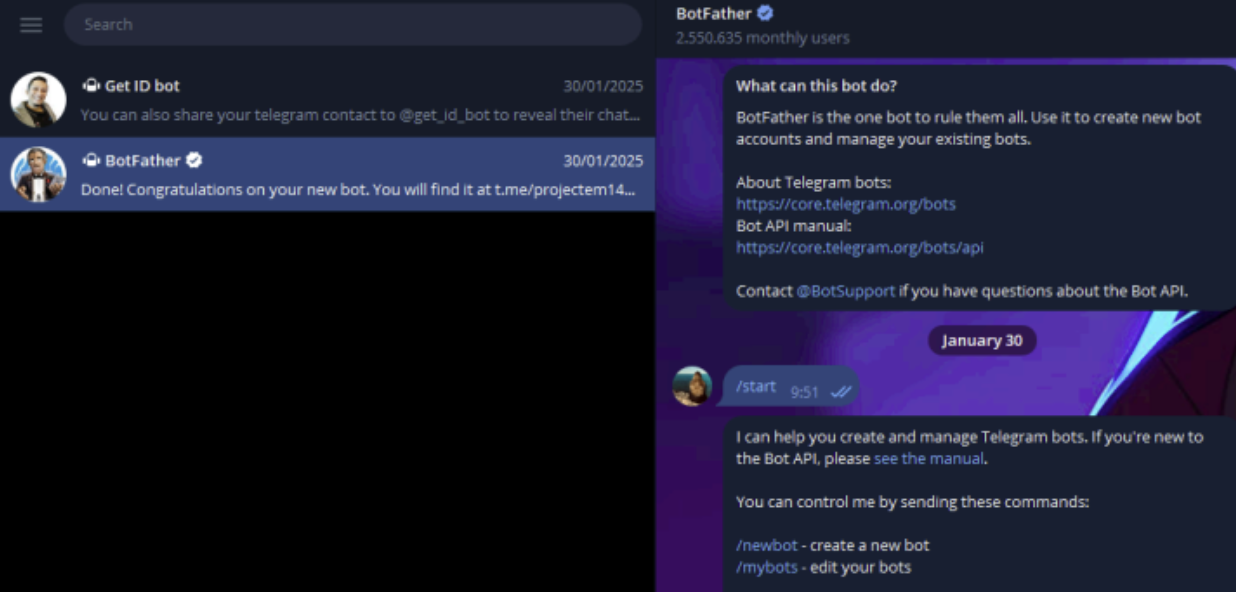 Search
Get ID bot 30/01/2025
You can also share your telegram contact to @get_id_bot to reveal their chat...
BotFather 30/01/2025
Done! Congratulations on your new bot. You will find it at t.me/projectem14...
BotFather
2.550.635 monthly users
What can this bot do?
BotFather is the one bot to rule them all. Use it to create new bot
accounts and manage your existing bots.
About Telegram bots:
https://core.telegram.org/bots
Bot API manual:
https://core.telegram.org/bots/api
Contact @BotSupport if you have questions about the Bot API.
January 30
/start 9:51
I can help you create and manage Telegram bots. If you're new to
the Bot API, please see the manual.
You can control me by sending these commands:
/newbot - create a new bot
/mybots - edit your bots